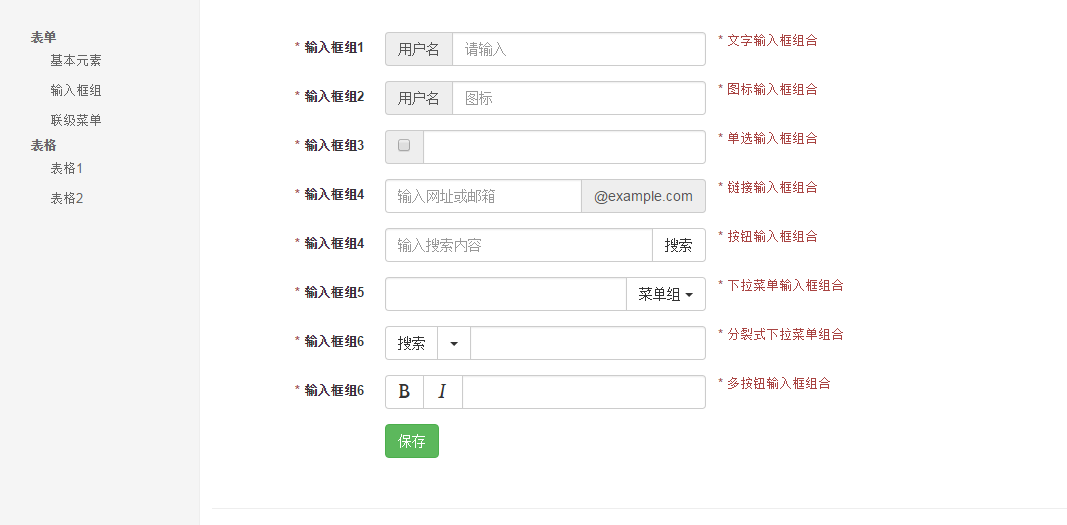 表单
基本元素
输入框组
联级菜单
表格
表格1
表格2
* 输入框组1 用户名 请输入 * 文字输入框组合
* 输入框组2 用户名 图标 * 图标输入框组合
* 输入框组3 * 单选输入框组合
* 输入框组4 输入网址或邮箱 @example.com * 链接输入框组合
* 输入框组4 输入搜索内容 搜索 * 按钮输入框组合
* 输入框组5 菜单组 * 下拉菜单输入框组合
* 输入框组6 搜索 * 分裂式下拉菜单组合
* 输入框组6 B I * 多按钮输入框组合
保存